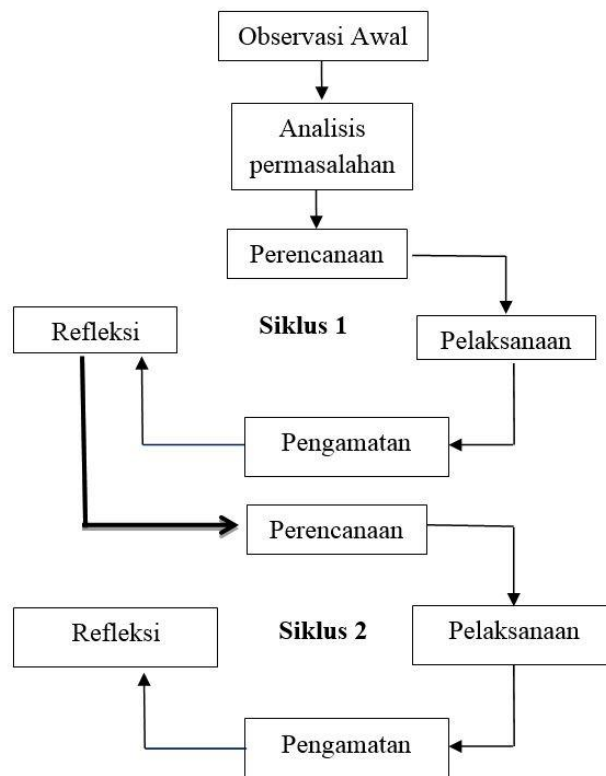 Observasi Awal
Analisis
permasalahan
Perencanaan
Siklus 1
Refleksi
Pelaksanaan
Pengamatan
Perencanaan
Refleksi
Siklus 2
Pelaksanaan
Pengamatan